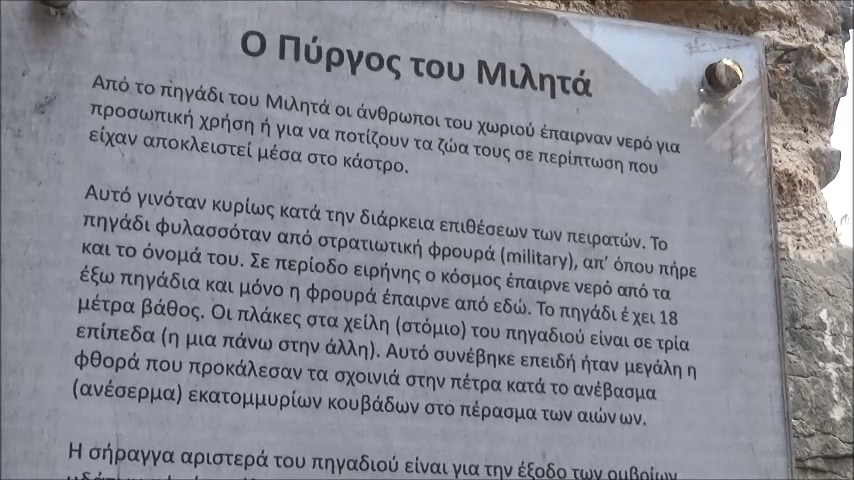 Ο Πύργος του Μιλητά
Από το πηγάδι του Μιλητά οι άνθρωποι του χωριού έπαιρναν νερό για
προσωπική χρήση ή για να ποτίζουν τα ζώα τους σε περίπτωση που
είχαν αποκλειστεί μέσα στο κάστρο.
Αυτό γινόταν κυρίως κατά την διάρκεια επιθέσεων των πειρατών. Το
πηγάδι φυλασσόταν από στρατιωτική φρουρά (military), απ’ όπου πήρε
και το όνομά του. Σε περίοδο ειρήνης ο κόσμος έπαιρνε νερό από τα
έξω πηγάδια και μόνο η φρουρά έπαιρνε από εδώ. Το πηγάδι έχει 18
μέτρα βάθος. Οι πλάκες στα χείλη (στόμιο) του πηγαδιού είναι σε τρία
επίπεδα (η μια πάνω στην άλλη). Αυτό συνέβηκε επειδή ήταν μεγάλη η
φθορά που προκάλεσαν τα σχοινιά στην πέτρα κατά το ανέβασμα
(ανέσερμα) εκατομμυρίων κουβάδων στο πέρασμα των αιώνων.
Η σήραγγα αριστερά του πηγαδιού είναι για την έξοδο των ομβρίων